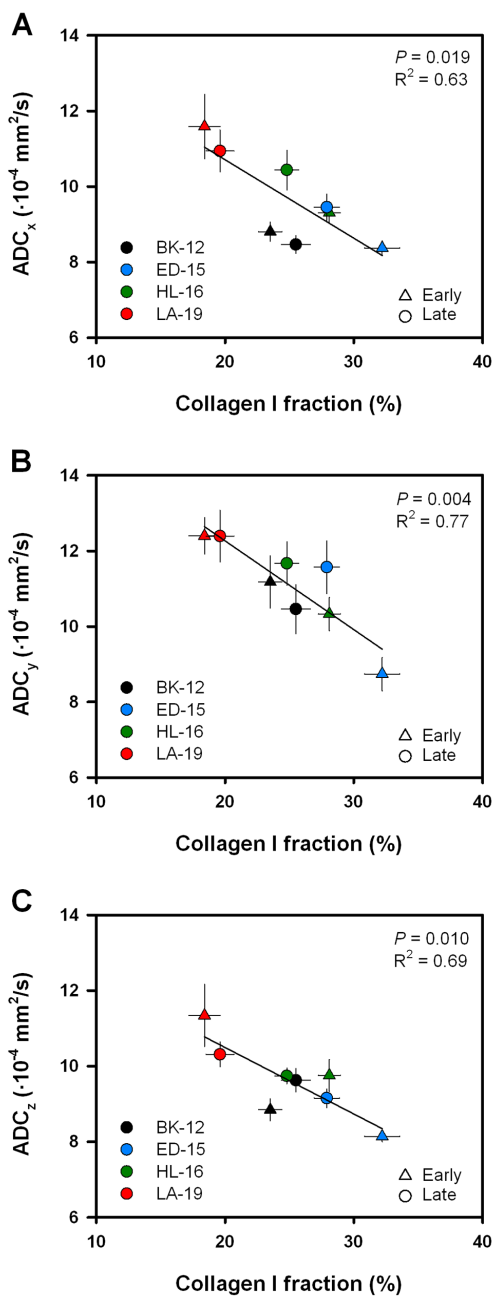 A
14
12
10
8
6
ADCx (·10⁻⁴ mm²/s)
P = 0.019
R² = 0.63
BK-12
ED-15
HL-16
LA-19
Early
Late
10 20 30 40
Collagen I fraction (%)
B
14
12
10
8
6
ADCy (·10⁻⁴ mm²/s)
P = 0.004
R² = 0.77
BK-12
ED-15
HL-16
LA-19
Early
Late
10 20 30 40
Collagen I fraction (%)
C
14
12
10
8
6
ADCz (·10⁻⁴ mm²/s)
P = 0.010
R² = 0.69
BK-12
ED-15
HL-16
LA-19
Early
Late
10 20 30 40
Collagen I fraction (%)